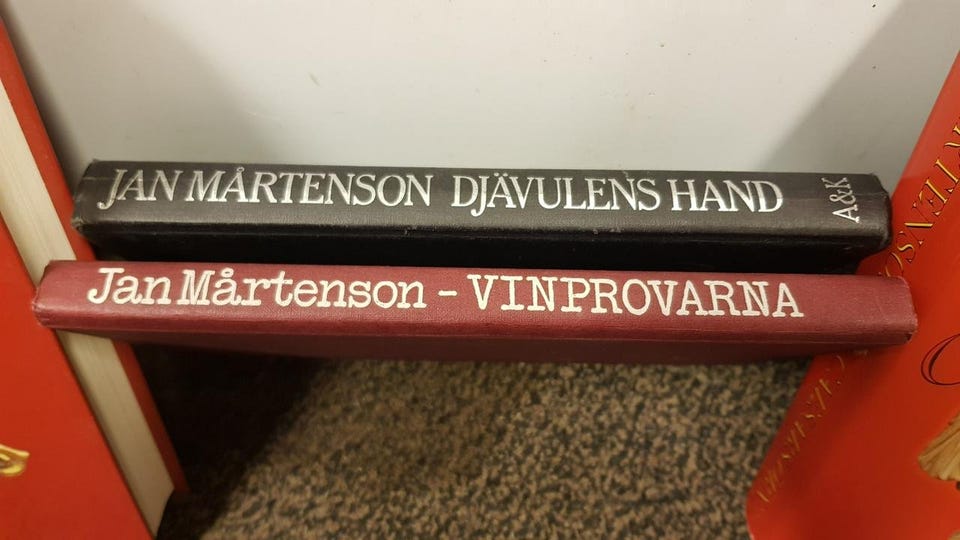 JAN MÅRTENSON DJÄVULENS HAND A&K
Jan Mårtenson - VINPROVARNA